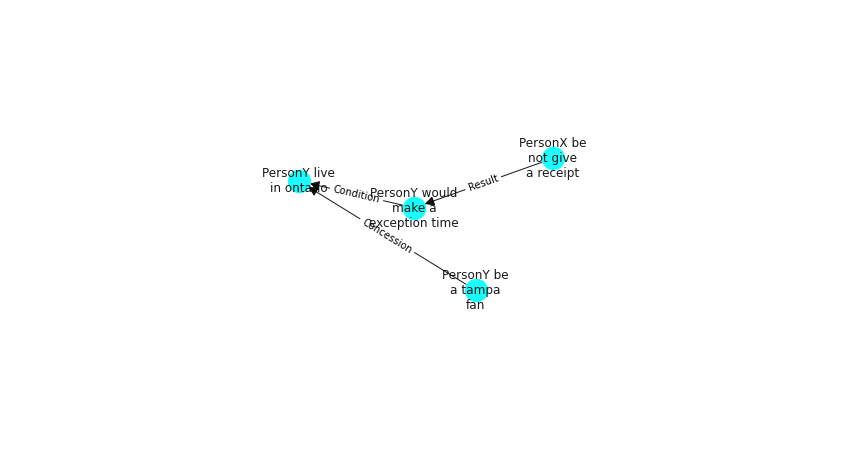 PersonX be
not give
a receipt
Result
PersonY live
in ontario
Condition
PersonY would
make a
exception time
Concession
PersonY be
a tampa
fan